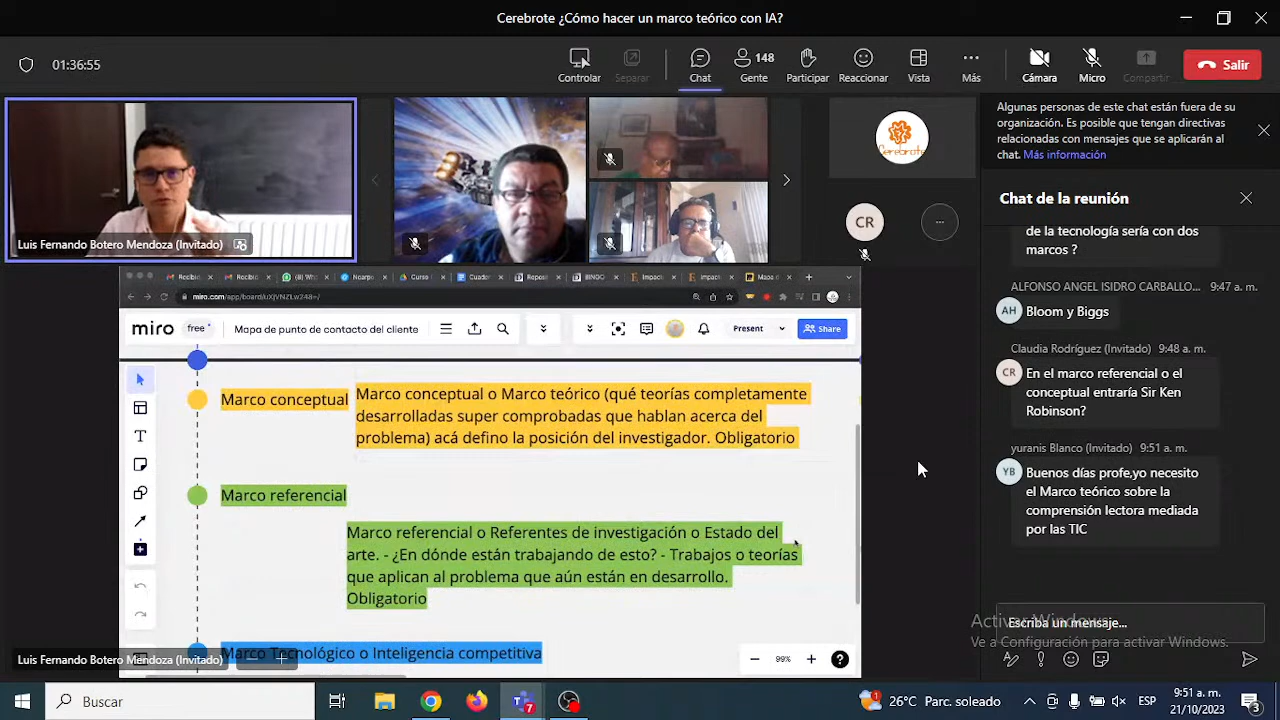 Cerebrote ¿Cómo hacer un marco teórico con IA?
01:36:55
Controlar
Separar
Chat
148
Gente
Participar
Reaccionar
Vista
Más
Cámara
Micro
Compartir
Salir
Luis Fernando Botero Mendoza (Invitado)
Cerebrote
CR
Algunas personas de este chat están fuera de su
organización. Es posible que tengan directivas
relacionadas con mensajes que se aplicarán al
chat. Más información
Chat de la reunión
de la tecnología sería con dos
marcos ?
ALFONSO ANGEL ISIDRO CARBALLO... 9:47 a. m.
AH
Bloom y Biggs
Claudia Rodríguez (Invitado) 9:48 a. m.
CR
En el marco referencial o el
conceptual iría Sir Ken
Robinson?
yuranis Blanco (Invitado) 9:51 a. m.
YB
Buenos días profe,yo necesito
el Marco teórico sobre la
comprensión lectora mediada
por las TIC
Escriba un mensaje...
Activar Windows
Ve a Configuración para activar Windows.
miro.com/app/board/uXjVNZLw248=/
miro
free
Mapa de punto de contacto del cliente
Present
Share
Marco conceptual
Marco conceptual o Marco teórico (qué teorías completamente
desarrolladas super comprobadas que hablan acerca del
problema) acá defino la posición del investigador. Obligatorio
Marco referencial
Marco referencial o Referentes de investigación o Estado del
arte. - ¿En dónde están trabajando de esto? - Trabajos o teorías
que aplican al problema que aún están en desarrollo.
Obligatorio
Marco Tecnológico o Inteligencia competitiva
Luis Fernando Botero Mendoza (Invitado)
99%
Buscar
7
26°C Parc. soleado
ESP
9:51 a. m.
21/10/2023
3